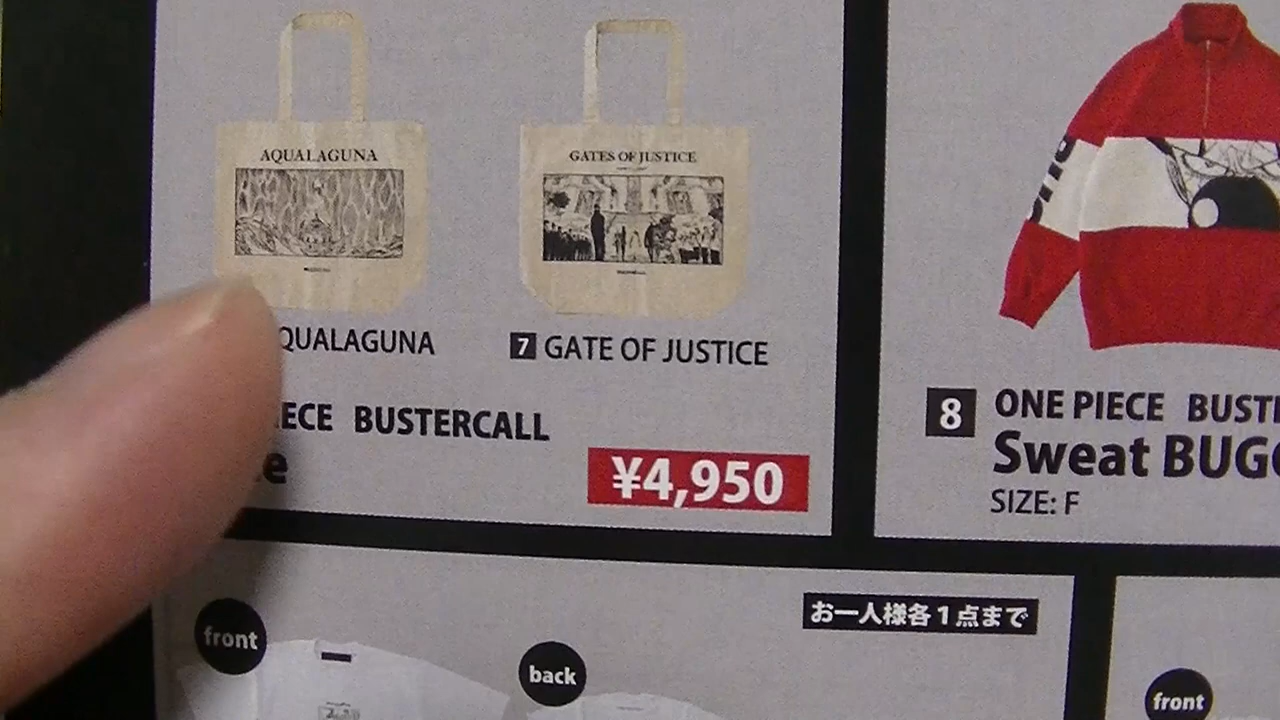 AQUALAGUNA
GATES OF JUSTICE
QUALAGUNA
7 GATE OF JUSTICE
ECE BUSTERCALL
e
¥4,950
8 ONE PIECE BUST
Sweat BUG
SIZE: F
お一人様各1点まで
front
back
front